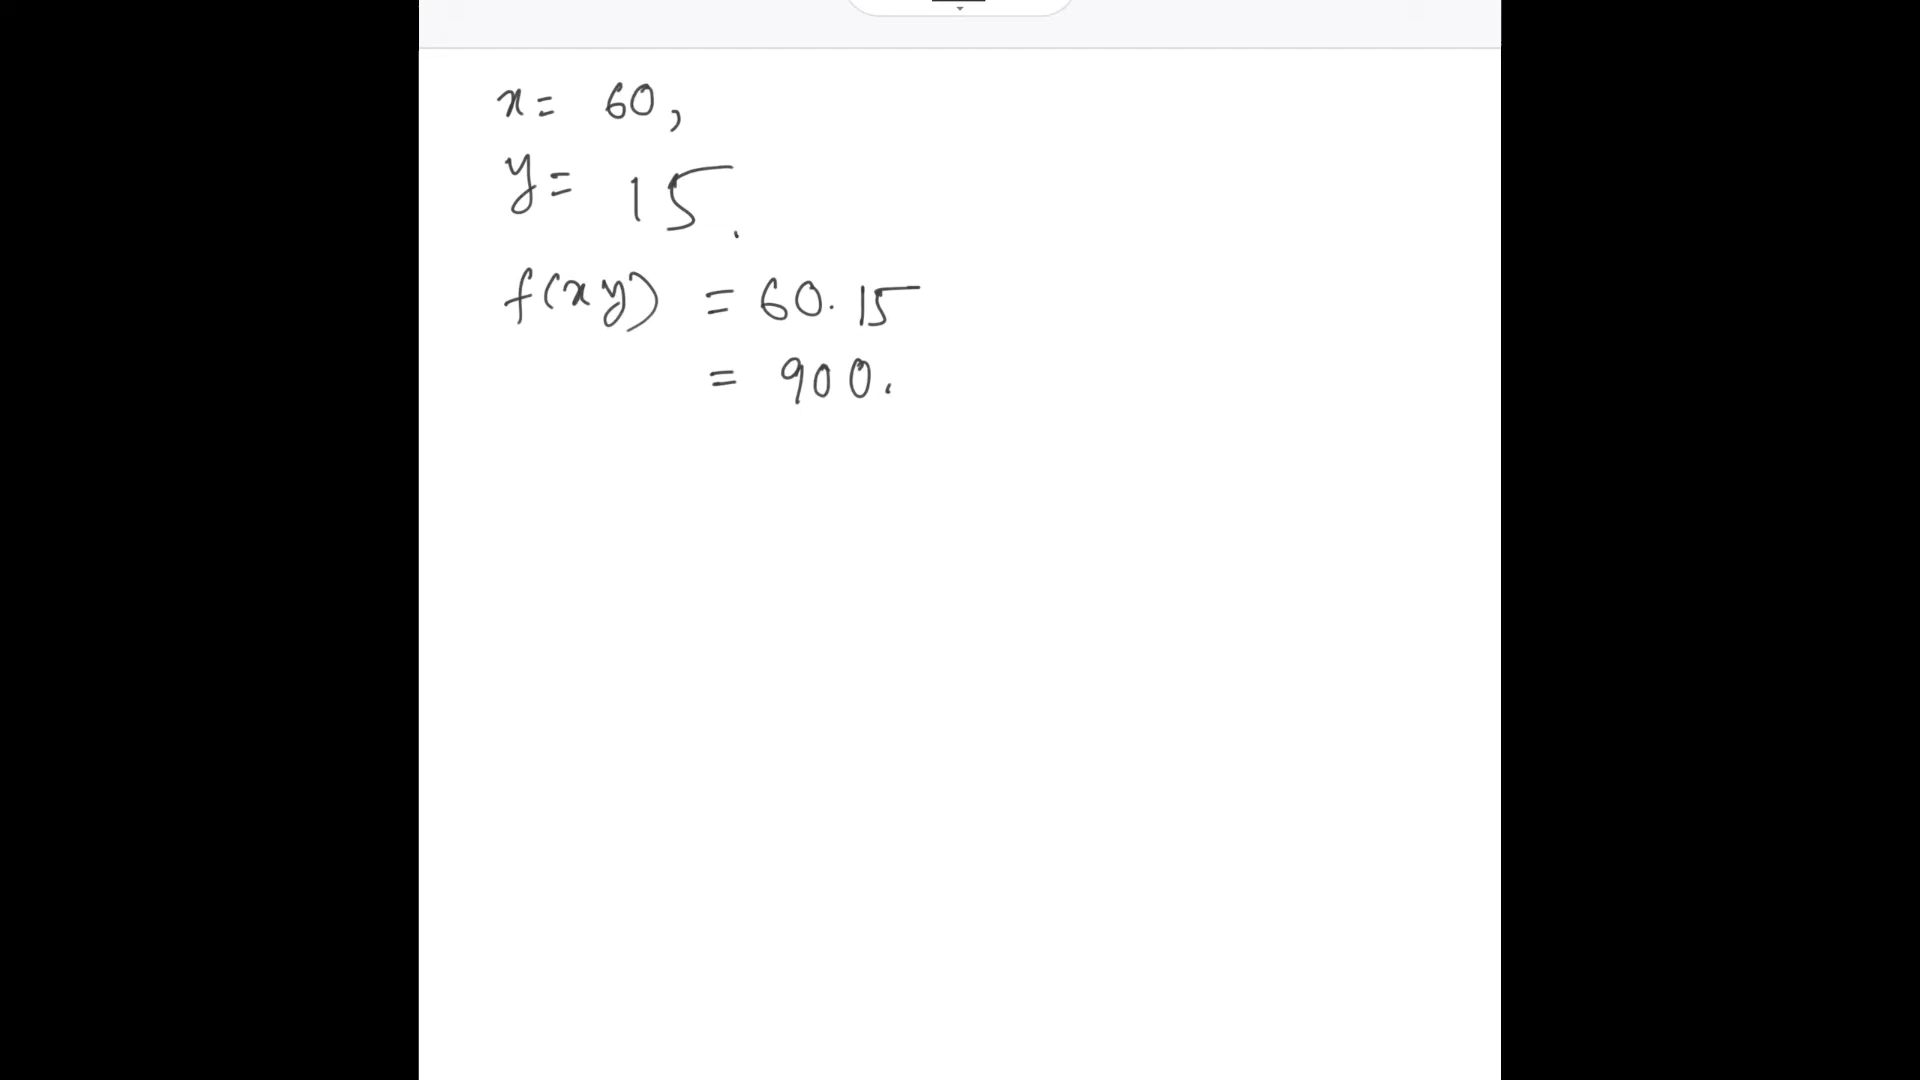 x= 60,
y= 15.
f(xy) = 60.15
= 900.